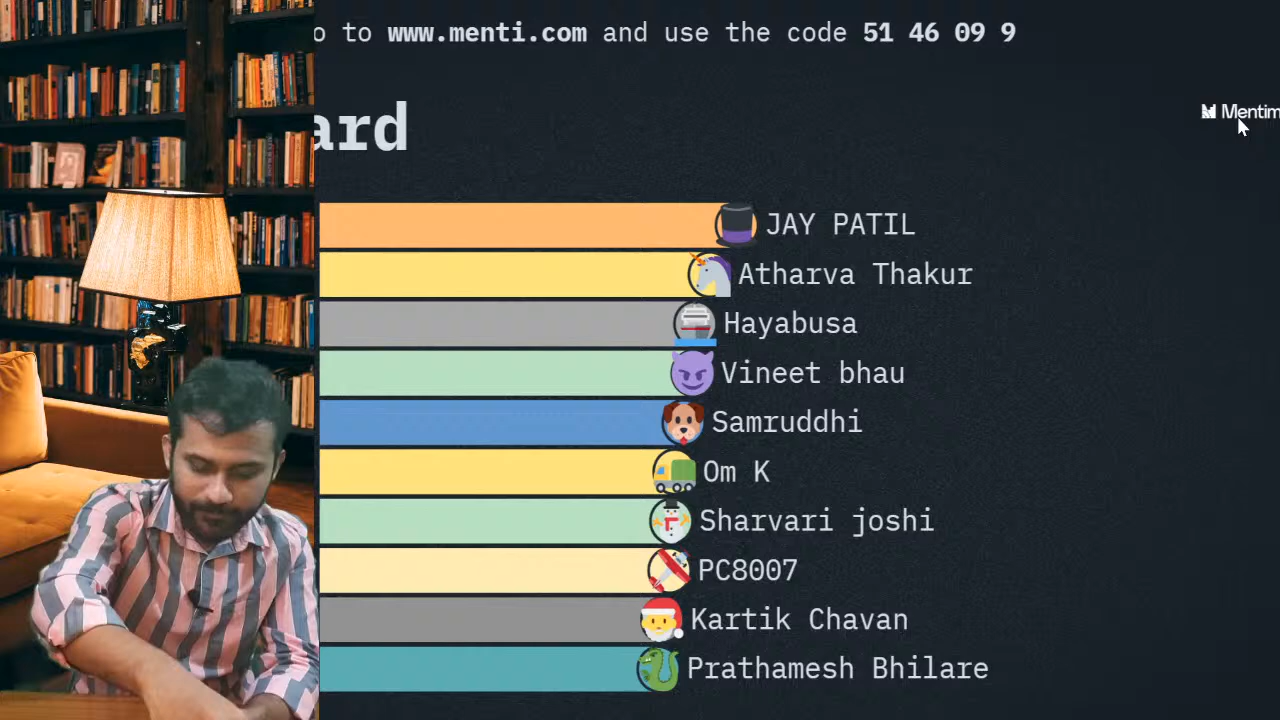 o to www.menti.com and use the code 51 46 09 9
Mentim
ard
JAY PATIL
Atharva Thakur
Hayabusa
Vineet bhau
Samruddhi
Om K
Sharvari joshi
PC8007
Kartik Chavan
Prathamesh Bhilare